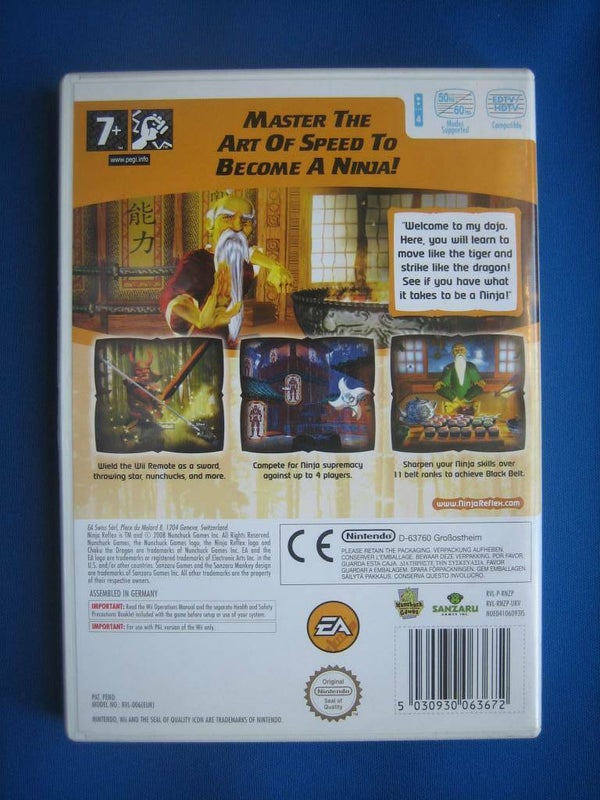 7+
www.pegi.info
MASTER THE
ART OF SPEED TO
BECOME A NINJA!
4
50Hz
60Hz
Modes
Supported
EDTV/
HDTV
Compatible
能
力
"Welcome to my dojo.
Here, you will learn to
move like the tiger and
strike like the dragon!
See if you have what
it takes to be a Ninja!"
Wield the Wii Remote as a sword,
throwing star, nunchucks, and more.
Compete for Ninja supremacy
against up to 4 players.
Sharpen your Ninja skills over
11 belt ranks to achieve Black Belt.
www.NinjaReflex.com
EA Swiss Sàrl, Place du Molard 8, 1204 Geneva, Switzerland
Ninja Reflex is TM and © 2008 Nunchuck Games Inc. All Rights Reserved.
Nunchuck Games, the Nunchuck Games logo, the Ninja Reflex logo and
Otaku the Dragon are trademarks of Nunchuck Games Inc. EA and the
EA logo are trademarks or registered trademarks of Electronic Arts Inc. in the
U.S. and/or other countries. Sanzaru Games and the Sanzaru Monkey design
are trademarks of Sanzaru Games Inc. All other trademarks are the property
of their respective owners.
ASSEMBLED IN GERMANY
IMPORTANT: Read the Wii Operations Manual and the separate Health and Safety
Precautions Booklet included with the game before setup or use of your system.
IMPORTANT: For use with PAL version of the Wii only.
CE
Nintendo D-63760 Großostheim
PLEASE RETAIN THE PACKAGING. VERPACKUNG AUFHEBEN.
CONSERVER L'EMBALLAGE. BEWAAR DEZE VERPAKKING. POR FAVOR,
GUARDA ESTA CAJA. ΔΙΑΤΗΡΗΣΤΕ ΤΗΝ ΣΥΣΚΕΥΑΣΙΑ. FAVOR
GUARDAR A EMBALAGEM. SPARA FÖRPACKNINGEN. GEM EMBALLAGEN
SÄILYTÄ PAKKAUS. CONSERVA QUESTO INVOLUCRO.
EA
Nunchuck
Games
SANZARU
GAMES INC.
RVL-P-RNZP
RVL-RNZP-UKV
Original
Nintendo
Seal of
Quality
5 030930 063672
PAT. PEND.
MODEL NO.: RVL-006(EUR)
NINTENDO, Wii AND THE SEAL OF QUALITY ICON ARE TRADEMARKS OF NINTENDO.